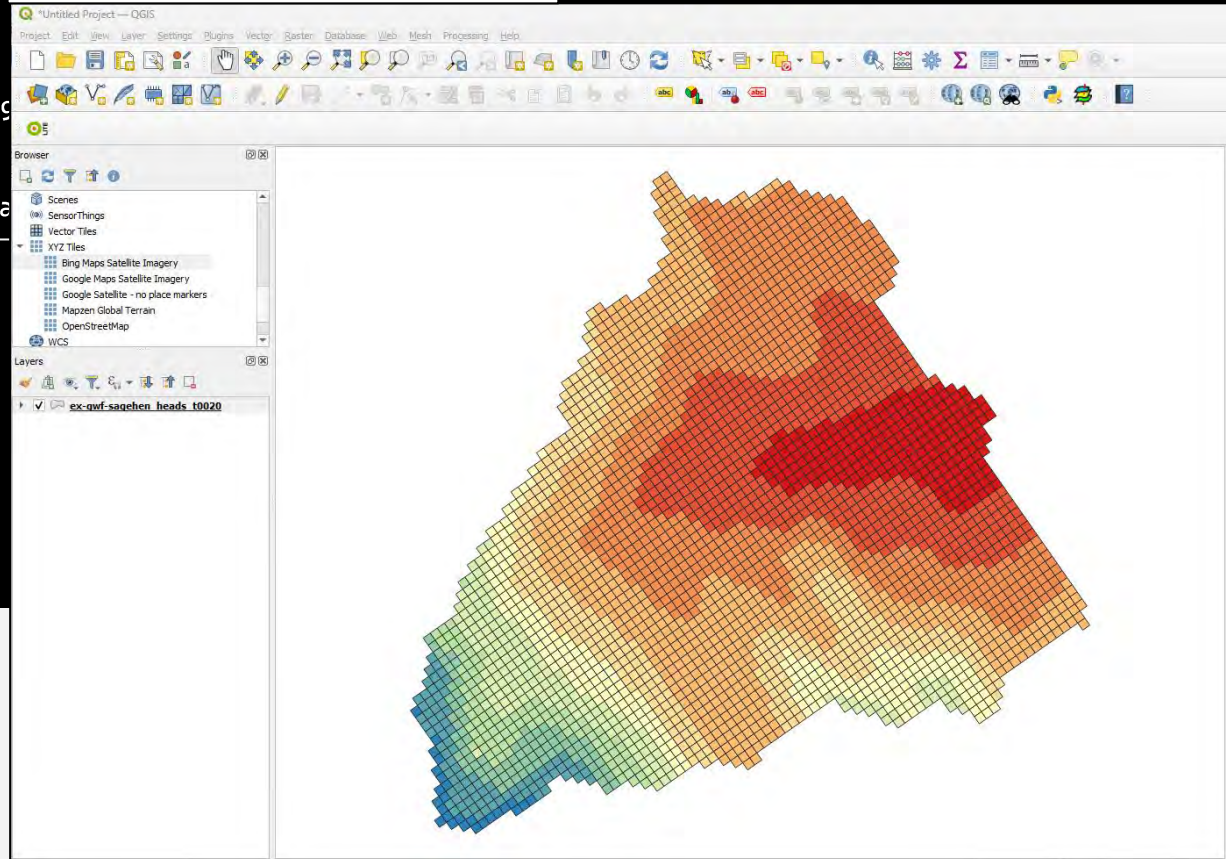 *Untitled Project — QGIS
Project Edit View Layer Settings Plugins Vector Raster Database Web Mesh Processing Help
abc abc
Browser
Scenes
SensorThings
Vector Tiles
XYZ Tiles
Bing Maps Satellite Imagery
Google Maps Satellite Imagery
Google Satellite - no place markers
Mapzen Global Terrain
OpenStreetMap
WCS
Layers
ex-gwf-sagehen_heads_t0020